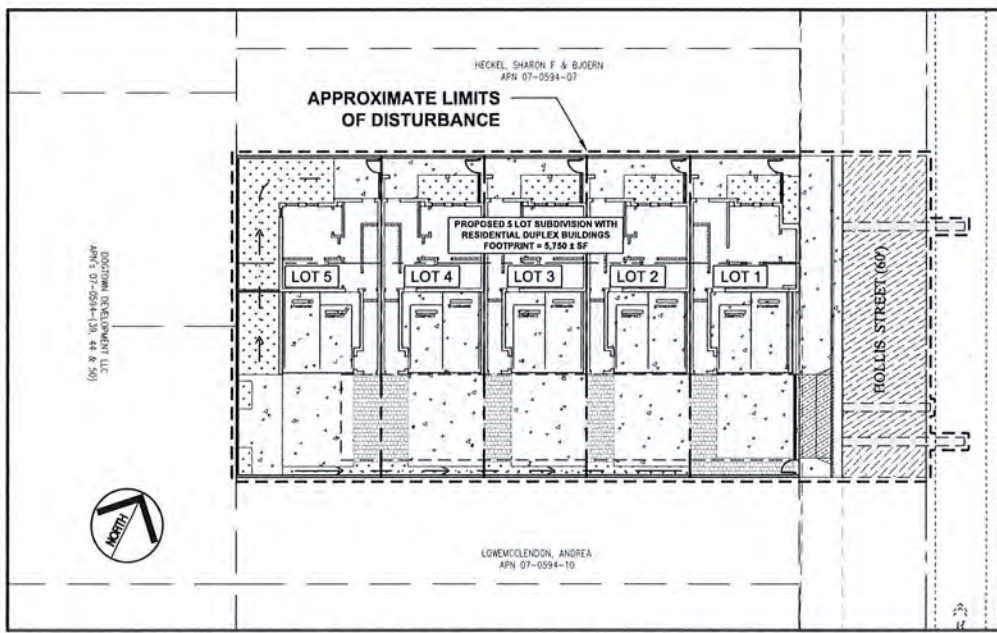 HECKEL, SHARON F & BJOERN
APN 07-0594-07
APPROXIMATE LIMITS
OF DISTURBANCE
PROPOSED 5 LOT SUBDIVISION WITH
RESIDENTIAL DUPLEX BUILDINGS
FOOTPRINT = 5,750 ± SF
LOT 5
LOT 4
LOT 3
LOT 2
LOT 1
HOLLIS STREET (60')
DOGTOWN DEVELOPMENT LLC
APN's 07-0594-(39, 44 & 50)
NORTH
LOWEMCCLENDON, ANDREA
APN 07-0594-10